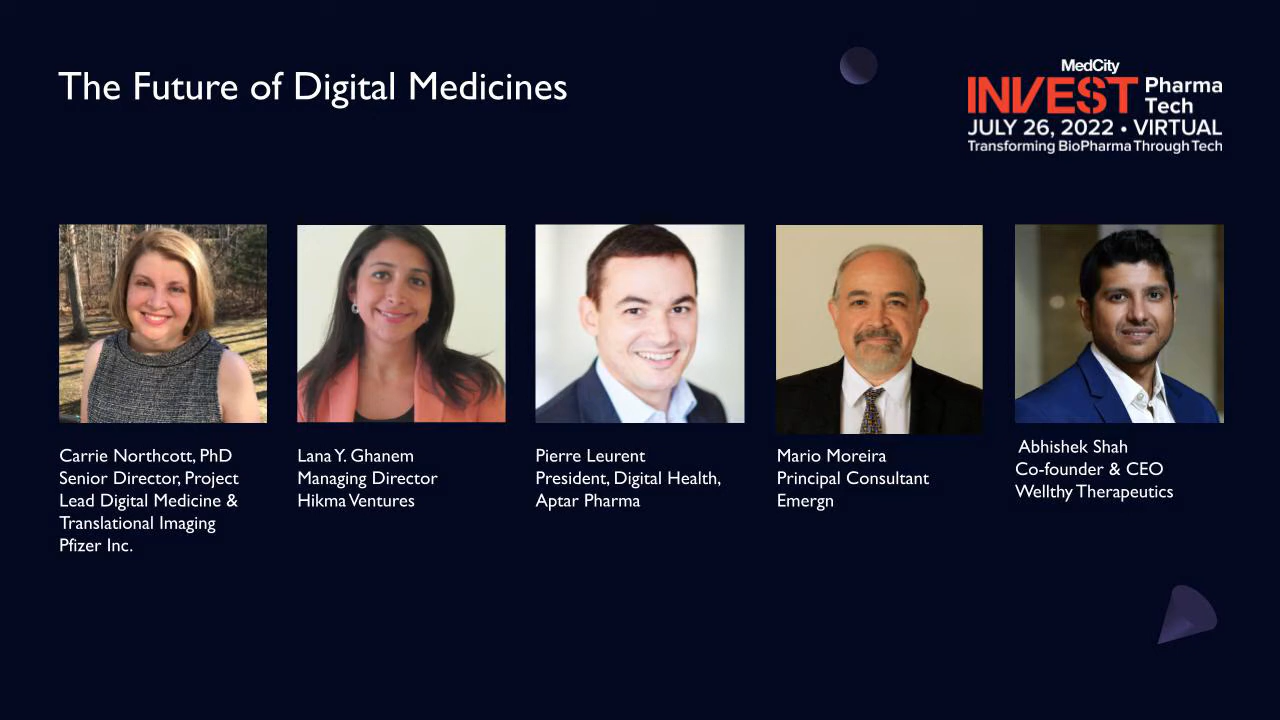 The Future of Digital Medicines
MedCity
INVEST Pharma
Tech
JULY 26, 2022 • VIRTUAL
Transforming BioPharma Through Tech
Carrie Northcott, PhD
Senior Director, Project
Lead Digital Medicine &
Translational Imaging
Pfizer Inc.
Lana Y. Ghanem
Managing Director
Hikma Ventures
Pierre Leurent
President, Digital Health,
Aptar Pharma
Mario Moreira
Principal Consultant
Emergn
Abhishek Shah
Co-founder & CEO
Wellthy Therapeutics